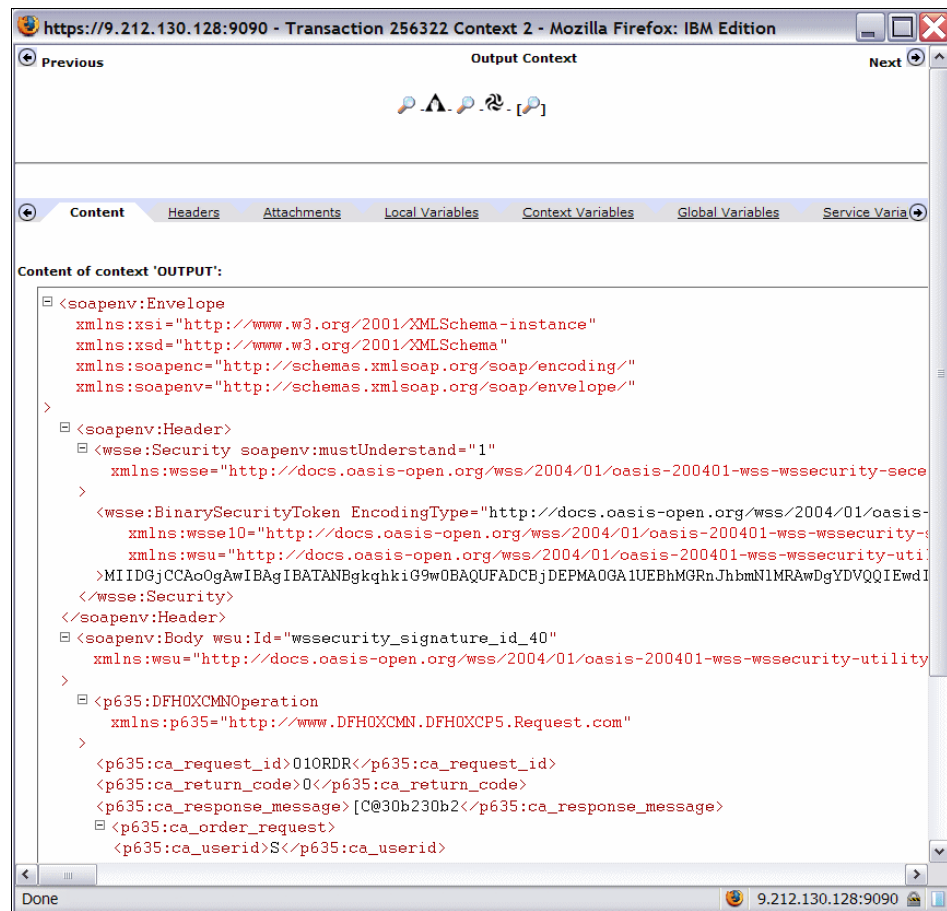 https://9.212.130.128:9090 - Transaction 256322 Context 2 - Mozilla Firefox: IBM Edition
Previous Output Context Next
Content Headers Attachments Local Variables Context Variables Global Variables Service Varia
Content of context 'OUTPUT':
<soapenv:Envelope
xmlns:xsi="http://www.w3.org/2001/XMLSchema-instance"
xmlns:xsd="http://www.w3.org/2001/XMLSchema"
xmlns:soapenc="http://schemas.xmlsoap.org/soap/encoding/"
xmlns:soapenv="http://schemas.xmlsoap.org/soap/envelope/"
>
<soapenv:Header>
<wsse:Security soapenv:mustUnderstand="1"
xmlns:wsse="http://docs.oasis-open.org/wss/2004/01/oasis-200401-wss-wssecurity-sece
>
<wsse:BinarySecurityToken EncodingType="http://docs.oasis-open.org/wss/2004/01/oasis-
xmlns:wsse10="http://docs.oasis-open.org/wss/2004/01/oasis-200401-wss-wssecurity-s
xmlns:wsu="http://docs.oasis-open.org/wss/2004/01/oasis-200401-wss-wssecurity-util
>MIIDGjCCAoOgAwIBAgIBATANBgkqhkiG9w0BAQUFADCBjDEPMA0GA1UEBhMGRnJhbmNlMRAwDgYDVQQIEwdI
</wsse:Security>
</soapenv:Header>
<soapenv:Body wsu:Id="wssecurity_signature_id_40"
xmlns:wsu="http://docs.oasis-open.org/wss/2004/01/oasis-200401-wss-wssecurity-utility
>
<p635:DFH0XCMNOperation
xmlns:p635="http://www.DFH0XCMN.DFH0XCP5.Request.com"
>
<p635:ca_request_id>01ORDR</p635:ca_request_id>
<p635:ca_return_code>0</p635:ca_return_code>
<p635:ca_response_message>[C@30b230b2</p635:ca_response_message>
<p635:ca_order_request>
<p635:ca_userid>S</p635:ca_userid>
Done 9.212.130.128:9090